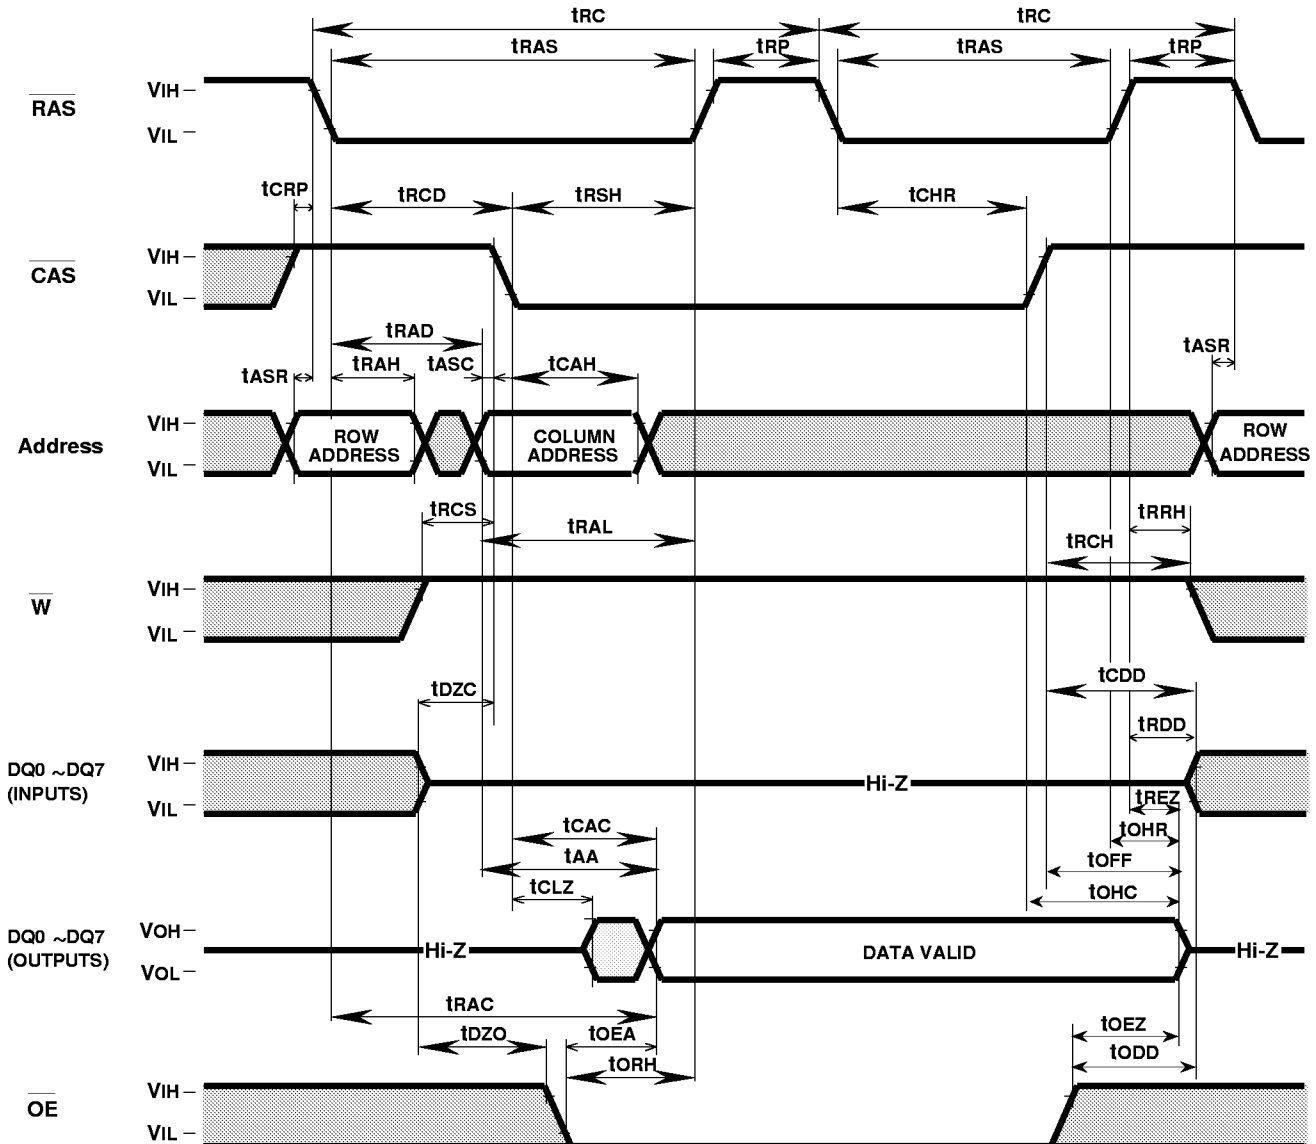 tRC tRC
tRAS tRP tRAS tRP
RAS VIH
VIL
tCRP tRCD tRSH tCHR
CAS VIH
VIL
tRAD
tASR tRAH tASC tCAH tASR
Address VIH
VIL
ROW ADDRESS
COLUMN ADDRESS
ROW ADDRESS
tRCS tRRH
tRAL tRCH
W VIH
VIL
tCDD
tDZC
tRDD
DQ0 ~DQ7
(INPUTS)
VIH
VIL
Hi-Z
tREZ
tCAC tOHR
tAA tOFF
tCLZ tOHC
DQ0 ~DQ7
(OUTPUTS)
VOH
VOL
Hi-Z DATA VALID Hi-Z
tRAC
tDZO tOEA tOEZ
tORH tODD
OE VIH
VIL